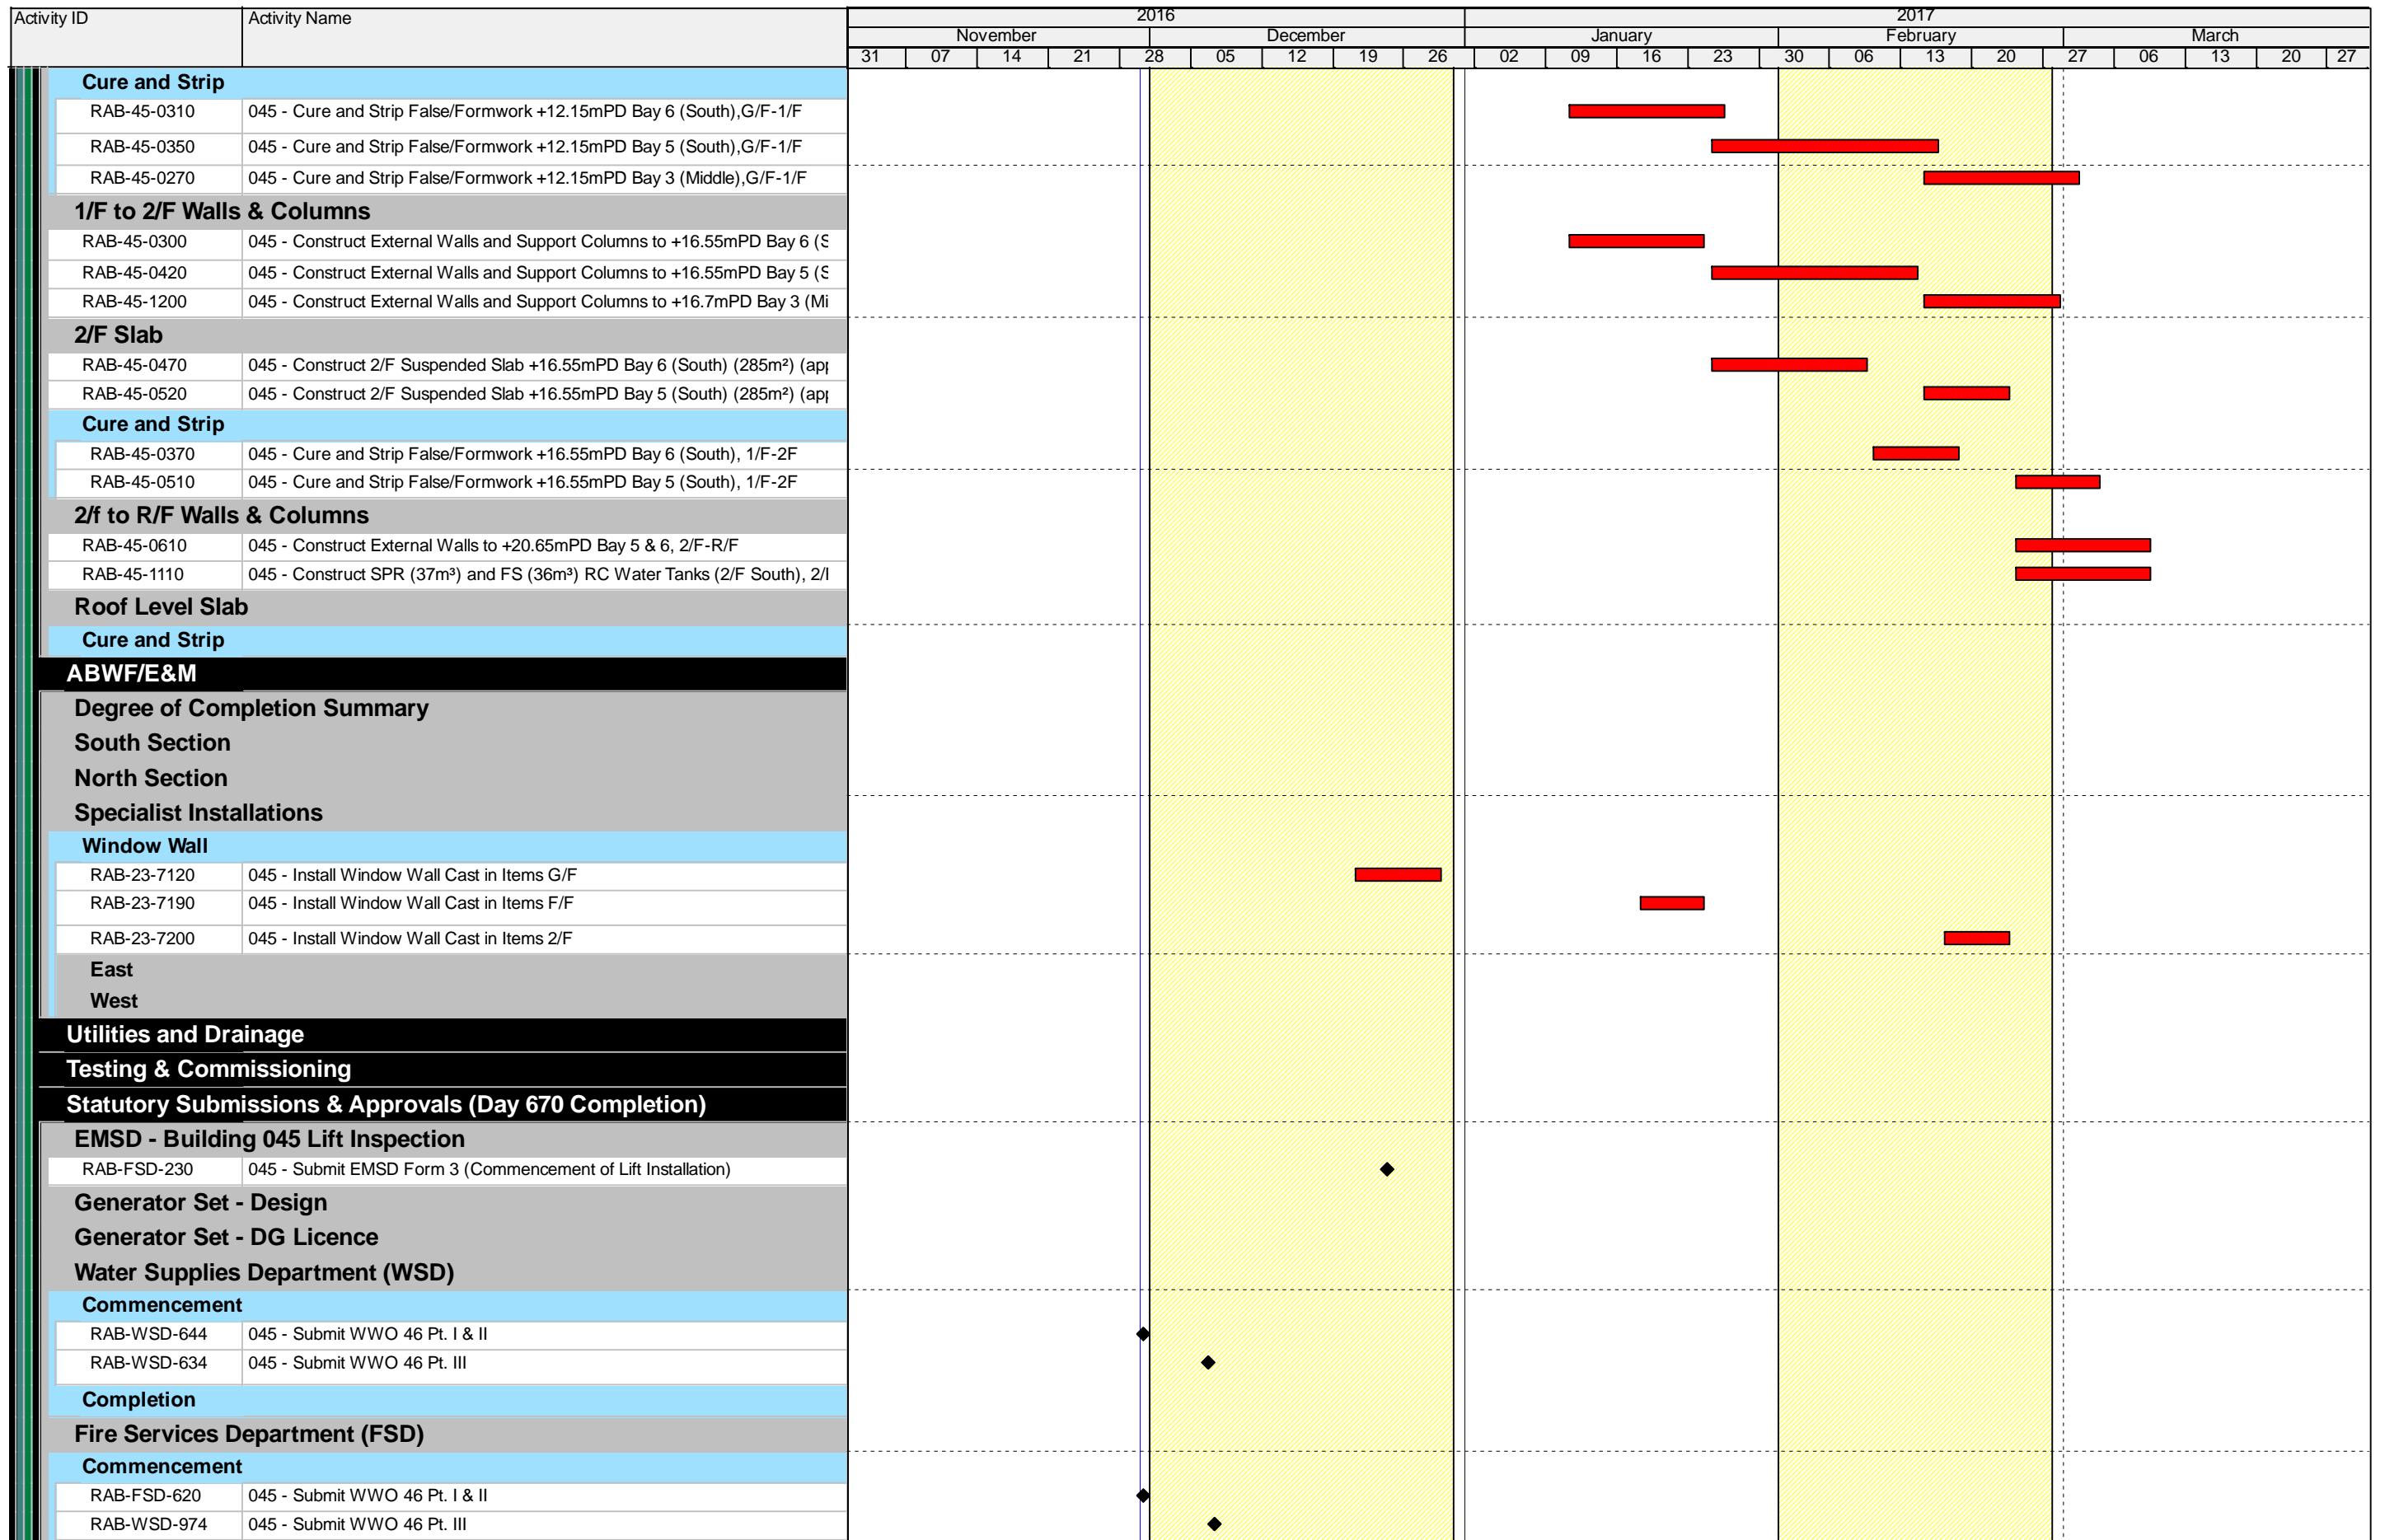 Activity ID Activity Name 2016 2017
November December January February March
31 07 14 21 28 05 12 19 26 02 09 16 23 30 06 13 20 27 06 13 20 27
Cure and Strip
RAB-45-0310 045 - Cure and Strip False/Formwork +12.15mPD Bay 6 (South),G/F-1/F
RAB-45-0350 045 - Cure and Strip False/Formwork +12.15mPD Bay 5 (South),G/F-1/F
RAB-45-0270 045 - Cure and Strip False/Formwork +12.15mPD Bay 3 (Middle),G/F-1/F
1/F to 2/F Walls & Columns
RAB-45-0300 045 - Construct External Walls and Support Columns to +16.55mPD Bay 6 (S
RAB-45-0420 045 - Construct External Walls and Support Columns to +16.55mPD Bay 5 (S
RAB-45-1200 045 - Construct External Walls and Support Columns to +16.7mPD Bay 3 (Mi
2/F Slab
RAB-45-0470 045 - Construct 2/F Suspended Slab +16.55mPD Bay 6 (South) (285m²) (app
RAB-45-0520 045 - Construct 2/F Suspended Slab +16.55mPD Bay 5 (South) (285m²) (app
Cure and Strip
RAB-45-0370 045 - Cure and Strip False/Formwork +16.55mPD Bay 6 (South), 1/F-2F
RAB-45-0510 045 - Cure and Strip False/Formwork +16.55mPD Bay 5 (South), 1/F-2F
2/f to R/F Walls & Columns
RAB-45-0610 045 - Construct External Walls to +20.65mPD Bay 5 & 6, 2/F-R/F
RAB-45-1110 045 - Construct SPR (37m³) and FS (36m³) RC Water Tanks (2/F South), 2/
Roof Level Slab
Cure and Strip
ABWF/E&M
Degree of Completion Summary
South Section
North Section
Specialist Installations
Window Wall
RAB-23-7120 045 - Install Window Wall Cast in Items G/F
RAB-23-7190 045 - Install Window Wall Cast in Items F/F
RAB-23-7200 045 - Install Window Wall Cast in Items 2/F
East
West
Utilities and Drainage
Testing & Commissioning
Statutory Submissions & Approvals (Day 670 Completion)
EMSD - Building 045 Lift Inspection
RAB-FSD-230 045 - Submit EMSD Form 3 (Commencement of Lift Installation)
Generator Set - Design
Generator Set - DG Licence
Water Supplies Department (WSD)
Commencement
RAB-WSD-644 045 - Submit WWO 46 Pt. I & II
RAB-WSD-634 045 - Submit WWO 46 Pt. III
Completion
Fire Services Department (FSD)
Commencement
RAB-FSD-620 045 - Submit WWO 46 Pt. I & II
RAB-WSD-974 045 - Submit WWO 46 Pt. III